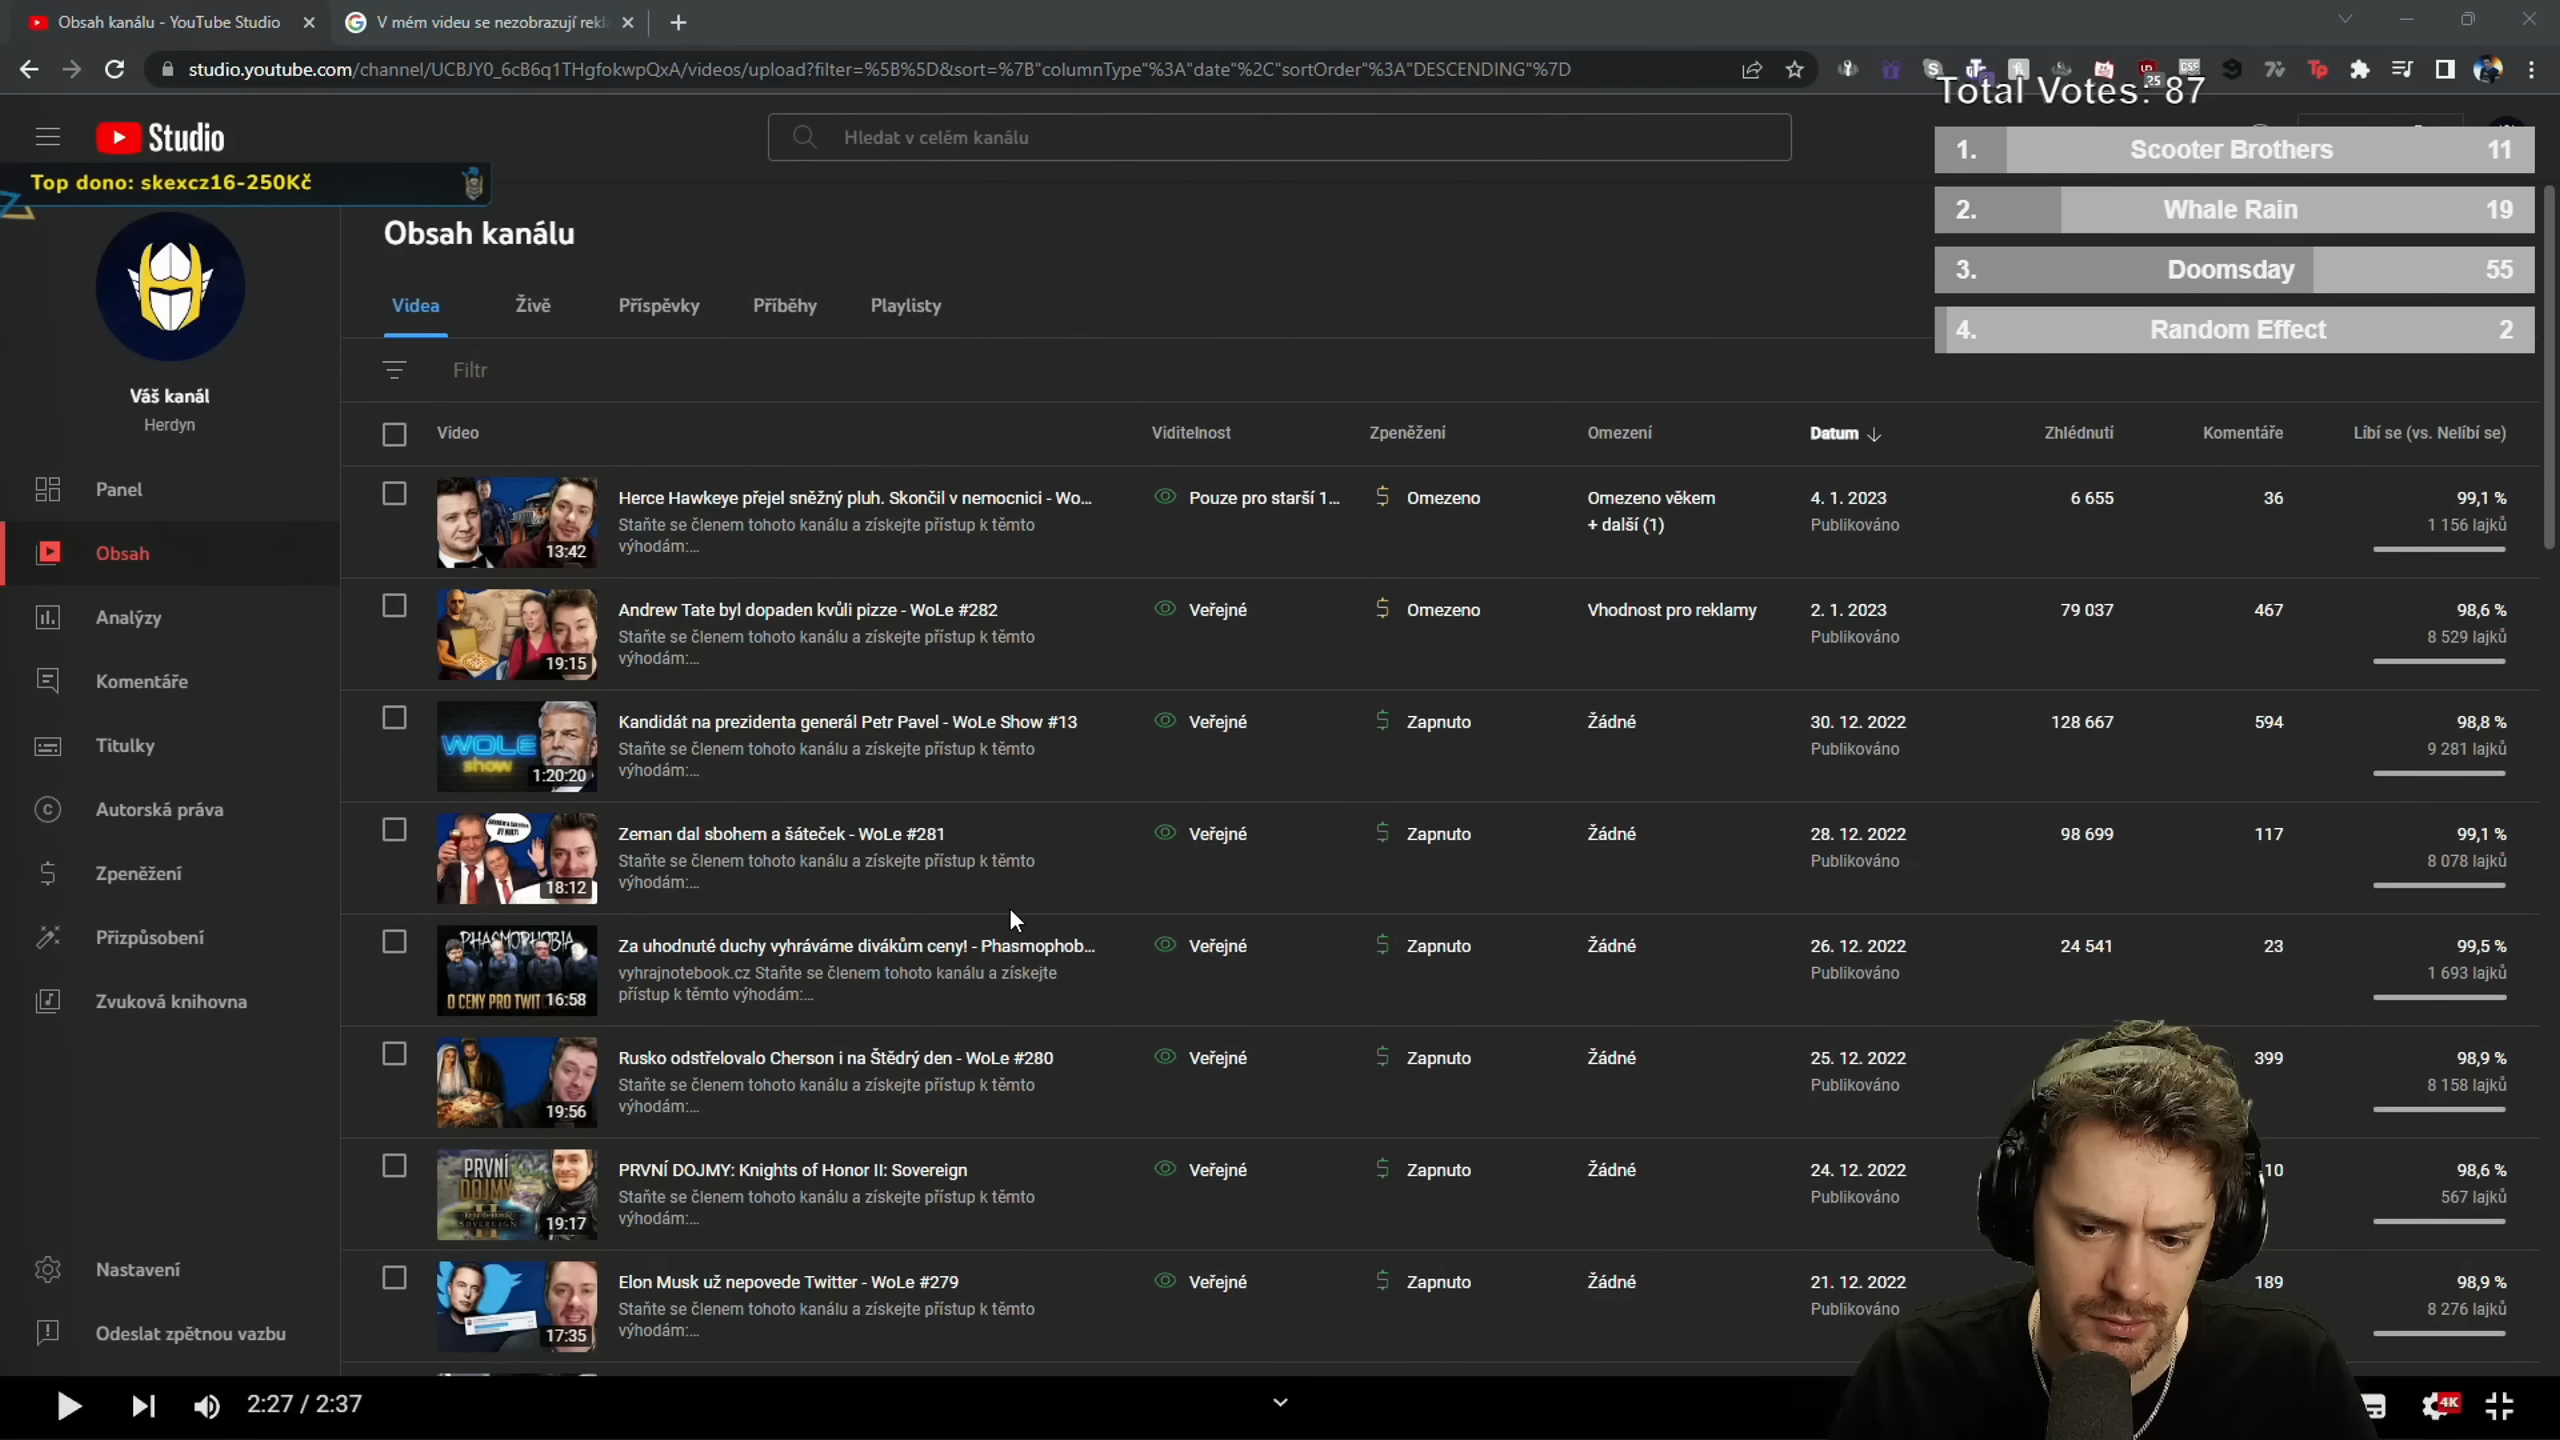 Obsah kanálu - YouTube Studio
V mém videu se nezobrazují rekl
studio.youtube.com/channel/UCBJY0_6cB6q1THgfokwpQxA/videos/upload?filter=%5B%5D&sort=%7B"columnType"%3A"date"%2C"sortOrder"%3A"DESCENDING"%7D
25
Total Votes: 87
Studio
Hledat v celém kanálu
1. Scooter Brothers 11
2. Whale Rain 19
3. Doomsday 55
4. Random Effect 2
Top dono: skexcz16-250Kč
Váš kanál
Herdyn
Panel
Obsah
Analýzy
Komentáře
Titulky
Autorská práva
Zpeněžení
Přizpůsobení
Zvuková knihovna
Nastavení
Odeslat zpětnou vazbu
Obsah kanálu
Videa Živě Příspěvky Příběhy Playlisty
Filtr
Video Viditelnost Zpeněžení Omezení Datum Zhlédnutí Komentáře Líbí se (vs. Nelíbí se)
Herce Hawkeye přejel sněžný pluh. Skončil v nemocnici - Wo... Pouze pro starší 1... Omezeno Omezeno věkem 4. 1. 2023 6 655 36 99,1 %
Staňte se členem tohoto kanálu a získejte přístup k těmto + další (1) Publikováno 1 156 lajků
výhodám:...
13:42
Andrew Tate byl dopaden kvůli pizze - WoLe #282 Veřejné Omezeno Vhodnost pro reklamy 2. 1. 2023 79 037 467 98,6 %
Staňte se členem tohoto kanálu a získejte přístup k těmto Publikováno 8 529 lajků
výhodám:...
19:15
Kandidát na prezidenta generál Petr Pavel - WoLe Show #13 Veřejné Zapnuto Žádné 30. 12. 2022 128 667 594 98,8 %
Staňte se členem tohoto kanálu a získejte přístup k těmto Publikováno 9 281 lajků
výhodám:...
WOLE
show
1:20:20
Zeman dal sbohem a šáteček - WoLe #281 Veřejné Zapnuto Žádné 28. 12. 2022 98 699 117 99,1 %
Staňte se členem tohoto kanálu a získejte přístup k těmto Publikováno 8 078 lajků
výhodám:...
18:12
Za uhodnuté duchy vyhráváme divákům ceny! - Phasmophob... Veřejné Zapnuto Žádné 26. 12. 2022 24 541 23 99,5 %
vyhrajnotebook.cz Staňte se členem tohoto kanálu a získejte Publikováno 1 693 lajků
přístup k těmto výhodám:...
PHASMOPHOBIA
O CENY PRO TWIT
16:58
Rusko odstřelovalo Cherson i na Štědrý den - WoLe #280 Veřejné Zapnuto Žádné 25. 12. 2022 399 98,9 %
Staňte se členem tohoto kanálu a získejte přístup k těmto Publikováno 8 158 lajků
výhodám:...
19:56
PRVNÍ DOJMY: Knights of Honor II: Sovereign Veřejné Zapnuto Žádné 24. 12. 2022 10 98,6 %
Staňte se členem tohoto kanálu a získejte přístup k těmto Publikováno 567 lajků
výhodám:...
PRVNÍ
DOJMY
II
SOVEREIGN
19:17
Elon Musk už nepovede Twitter - WoLe #279 Veřejné Zapnuto Žádné 21. 12. 2022 189 98,9 %
Staňte se členem tohoto kanálu a získejte přístup k těmto Publikováno 8 276 lajků
výhodám:...
17:35
2:27 / 2:37
4K